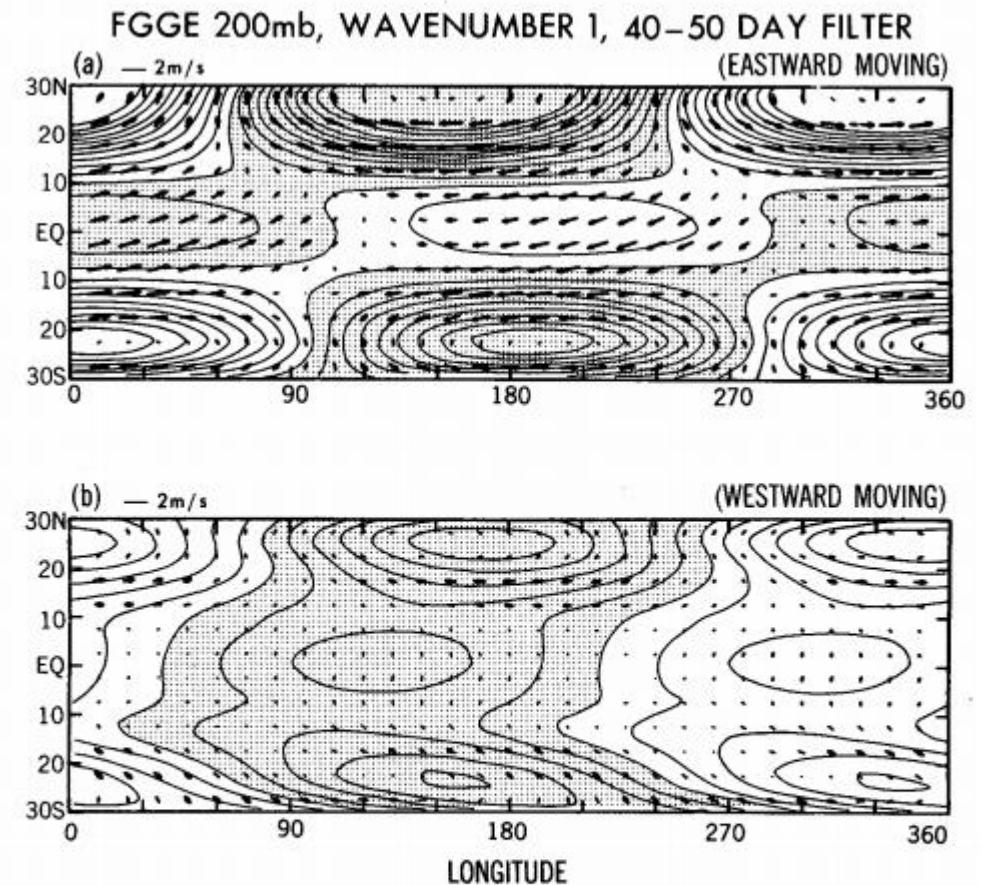 FGGE 200mb, WAVENUMBER 1, 40–50 DAY FILTER
(a) — 2m/s (EASTWARD MOVING)
30N
20
10
EQ
10
20
30S
0 90 180 270 360
(b) — 2m/s (WESTWARD MOVING)
30N
20
10
EQ
10
20
30S
0 90 180 270 360
LONGITUDE